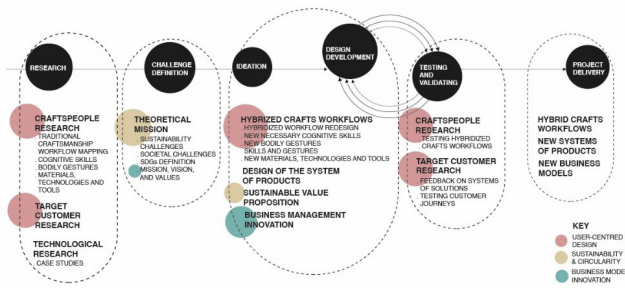 RESEARCH
CHALLENGE
DEFINITION
IDEATION
DESIGN
DEVELOPMENT
TESTING
AND
VALIDATING
PROJECT
DELIVERY
CRAFTSPEOPLE
RESEARCH
TRADITIONAL
CRAFTSMANSHIP
WORKFLOW MAPPING
COGNITIVE SKILLS
BODILY GESTURES
MATERIALS,
TECHNOLOGIES AND
TOOLS
TARGET
CUSTOMER
RESEARCH
TECHNOLOGICAL
RESEARCH
CASE STUDIES
THEORETICAL
MISSION
SUSTAINABILITY
CHALLENGES
SOCIETAL CHALLENGES
SDGs DEFINITION
MISSION, VISION,
AND VALUES
HYBRIZED CRAFTS WORKFLOWS
HYBRIDIZED WORKFLOW REDESIGN
NEW NECESSARY COGNITIVE SKILLS
NEW BODILY GESTURES
SKILLS AND GESTURES
NEW MATERIALS, TECHNOLOGIES AND TOOLS
DESIGN OF THE SYSTEM
OF PRODUCTS
SUSTAINABLE VALUE
PROPOSITION
BUSINESS MANAGEMENT
INNOVATION
CRAFTSPEOPLE
RESEARCH
TESTING HYBRIDIZED
CRAFTS WORKFLOWS
TARGET CUSTOMER
RESEARCH
FEEDBACK ON SYSTEMS
OF SOLUTIONS
TESTING CUSTOMER
JOURNEYS
HYBRID CRAFTS
WORKFLOWS
NEW SYSTEMS
OF PRODUCTS
NEW BUSINESS
MODELS
KEY
USER-CENTRED
DESIGN
SUSTAINABILITY
& CIRCULARITY
BUSINESS MODE
INNOVATION